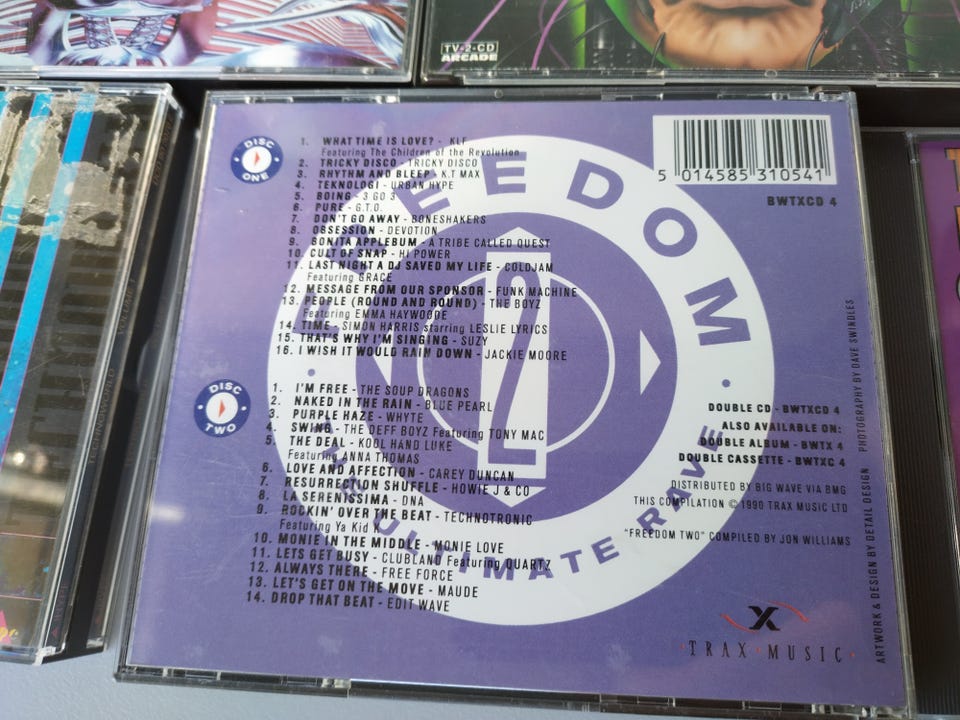 TV-2-CD
ARCADE
DISC ONE
1. WHAT TIME IS LOVE? - KLF
Featuring The Children of the Revolution
2. TRICKY DISCO - TRICKY DISCO
3. RHYTHM AND BLEEP - K.T MAX
4. TEKNOLOGI - URBAN HYPE
5. BOING - 3 GO 3
6. PURE - G.T.O.
7. DON'T GO AWAY - BONESHAKERS
8. OBSESSION - DEVOTION
9. BONITA APPLEBUM - A TRIBE CALLED QUEST
10. CULT OF SNAP - HI POWER
11. LAST NIGHT A DJ SAVED MY LIFE - COLDJAM
Featuring GRACE
12. MESSAGE FROM OUR SPONSOR - FUNK MACHINE
13. PEOPLE (ROUND AND ROUND) - THE BOYZ
Featuring EMMA HAYWOODE
14. TIME - SIMON HARRIS starring LESLIE LYRICS
15. THAT'S WHY I'M SINGING - SUZY
16. I WISH IT WOULD RAIN DOWN - JACKIE MOORE
DISC TWO
1. I'M FREE - THE SOUP DRAGONS
2. NAKED IN THE RAIN - BLUE PEARL
3. PURPLE HAZE - WHYTE
4. SWING - THE DEFF BOYZ Featuring TONY MAC
5. THE DEAL - KOOL HAND LUKE
Featuring ANNA THOMAS
6. LOVE AND AFFECTION - CAREY DUNCAN
7. RESURRECTION SHUFFLE - HOWIE J & CO
8. LA SERENISSIMA - DNA
9. ROCKIN' OVER THE BEAT - TECHNOTRONIC
Featuring Ya Kid K
10. MONIE IN THE MIDDLE - MONIE LOVE
11. LETS GET BUSY - CLUBLAND Featuring QUARTZ
12. ALWAYS THERE - FREE FORCE
13. LET'S GET ON THE MOVE - MAUDE
14. DROP THAT BEAT - EDIT WAVE
FREEDOM
2
THE ULTIMATE RAVE
5 014585 310541
BWTXCD 4
DOUBLE CD - BWTXCD 4
ALSO AVAILABLE ON:
DOUBLE ALBUM - BWTX 4
DOUBLE CASSETTE - BWTXC 4
DISTRIBUTED BY BIG WAVE VIA BMG
THIS COMPILATION © 1990 TRAX MUSIC LTD
"FREEDOM TWO" COMPILED BY JON WILLIAMS
X
TRAX MUSIC
ARTWORK & DESIGN BY DETAIL DESIGN PHOTOGRAPHY BY DAVE SWINDLES